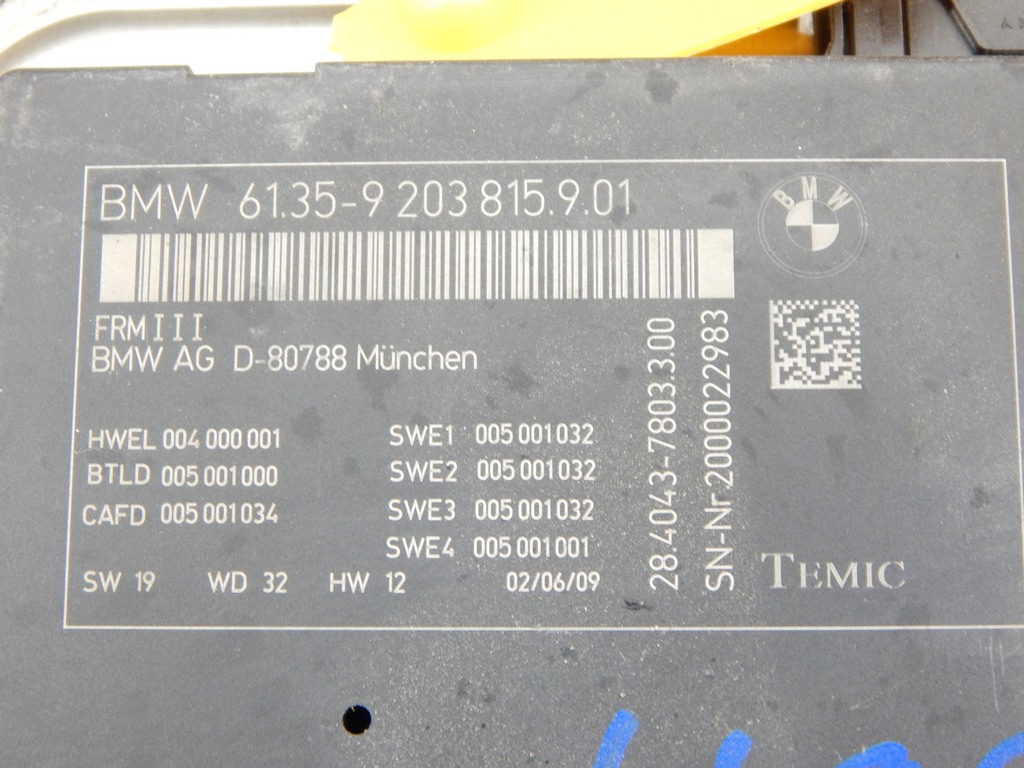 BMW 61.35-9 203 815.9.01
BMW
FRM III
BMW AG D-80788 München
HWEL 004 000 001
BTLD 005 001 000
CAFD 005 001 034
SWE1 005 001 032
SWE2 005 001 032
SWE3 005 001 032
SWE4 005 001 001
SW 19 WD 32 HW 12 02/06/09
28.4043-7803.3.00
SN-Nr 2000022983
TEMIC